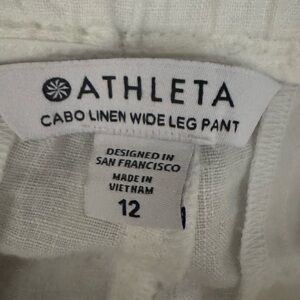 ATHLETA
CABO LINEN WIDE LEG PANT
DESIGNED IN
SAN FRANCISCO
MADE IN
VIETNAM
12